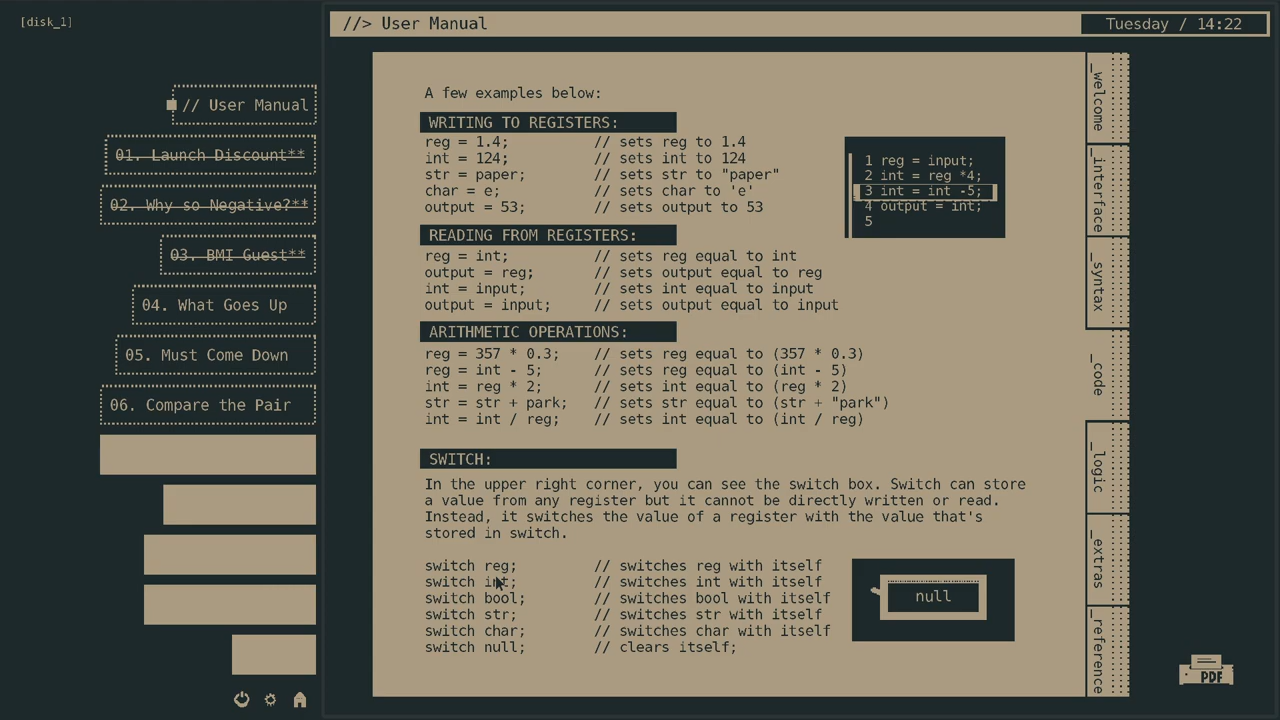 [disk_1]
//> User Manual
Tuesday / 14:22
// User Manual
01. Launch Discount**
02. Why so Negative?**
03. BMI Guest**
04. What Goes Up
05. Must Come Down
06. Compare the Pair
A few examples below:
WRITING TO REGISTERS:
reg = 1.4; // sets reg to 1.4
int = 124; // sets int to 124
str = paper; // sets str to "paper"
char = e; // sets char to 'e'
output = 53; // sets output to 53
1 reg = input;
2 int = reg *4;
3 int = int -5;
4 output = int;
5
READING FROM REGISTERS:
reg = int; // sets reg equal to int
output = reg; // sets output equal to reg
int = input; // sets int equal to input
output = input; // sets output equal to input
ARITHMETIC OPERATIONS:
reg = 357 * 0.3; // sets reg equal to (357 * 0.3)
reg = int - 5; // sets reg equal to (int - 5)
int = reg * 2; // sets int equal to (reg * 2)
str = str + park; // sets str equal to (str + "park")
int = int / reg; // sets int equal to (int / reg)
SWITCH:
In the upper right corner, you can see the switch box. Switch can store
a value from any register but it cannot be directly written or read.
Instead, it switches the value of a register with the value that's
stored in switch.
switch reg; // switches reg with itself
switch int; // switches int with itself
switch bool; // switches bool with itself
switch str; // switches str with itself
switch char; // switches char with itself
switch null; // clears itself;
null
_welcome
_interface
_syntax
_code
_logic
_extras
_reference
PDF